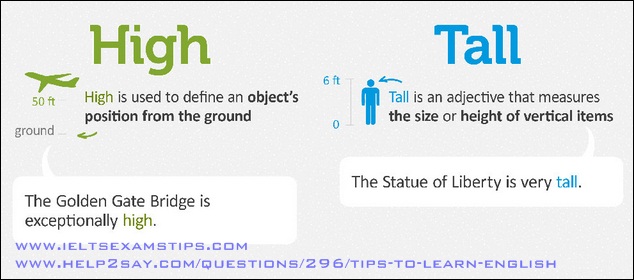 High
50 ft
ground
High is used to define an object's
position from the ground
The Golden Gate Bridge is
exceptionally high.
Tall
6 ft
0
Tall is an adjective that measures
the size or height of vertical items
The Statue of Liberty is very tall.
WWW.IELTSEXAMSTIPS.COM
WWW.HELP2SAY.COM/QUESTIONS/296/TIPS-TO-LEARN-ENGLISH